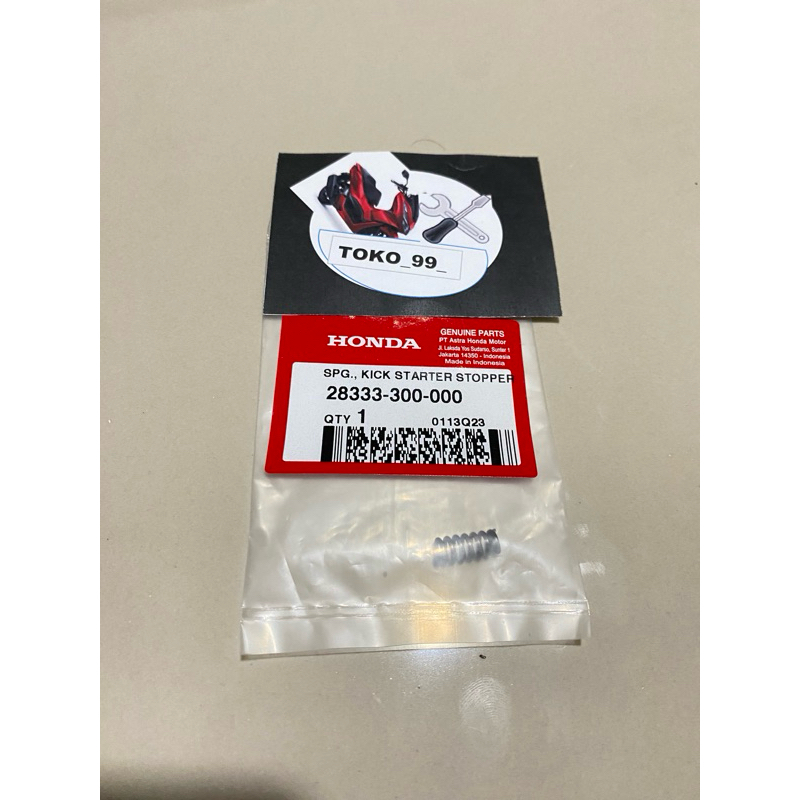 TOKO_99_
HONDA
GENUINE PARTS
PT Astra Honda Motor
Jl. Laksda Yos Sudarso, Sunter 1
Jakarta 14350 - Indonesia
Made in Indonesia
SPG., KICK STARTER STOPPER
28333-300-000
QTY 1
0113Q23